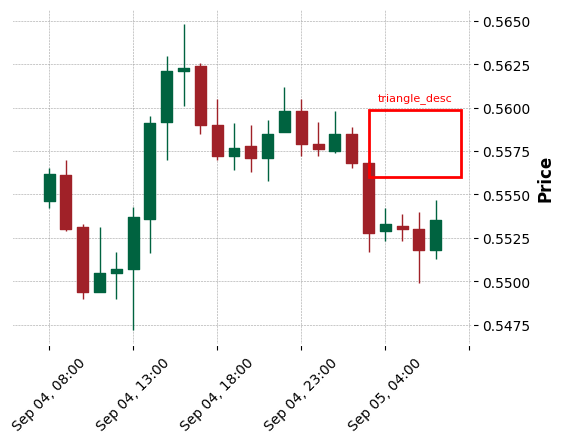 0.5650
0.5625
triangle_desc
0.5600
0.5575
0.5550
0.5525
0.5500
0.5475
Price
Sep 04, 08:00
Sep 04, 13:00
Sep 04, 18:00
Sep 04, 23:00
Sep 05, 04:00